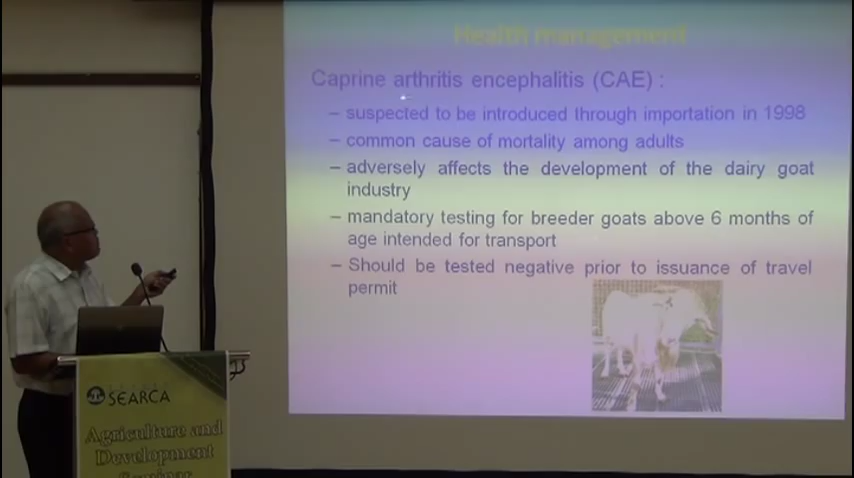 Health management
Caprine arthritis encephalitis (CAE) :
– suspected to be introduced through importation in 1998
– common cause of mortality among adults
– adversely affects the development of the dairy goat
industry
– mandatory testing for breeder goats above 6 months of
age intended for transport
– Should be tested negative prior to issuance of travel
permit
SEARCA
Agriculture and
Development
Seminar